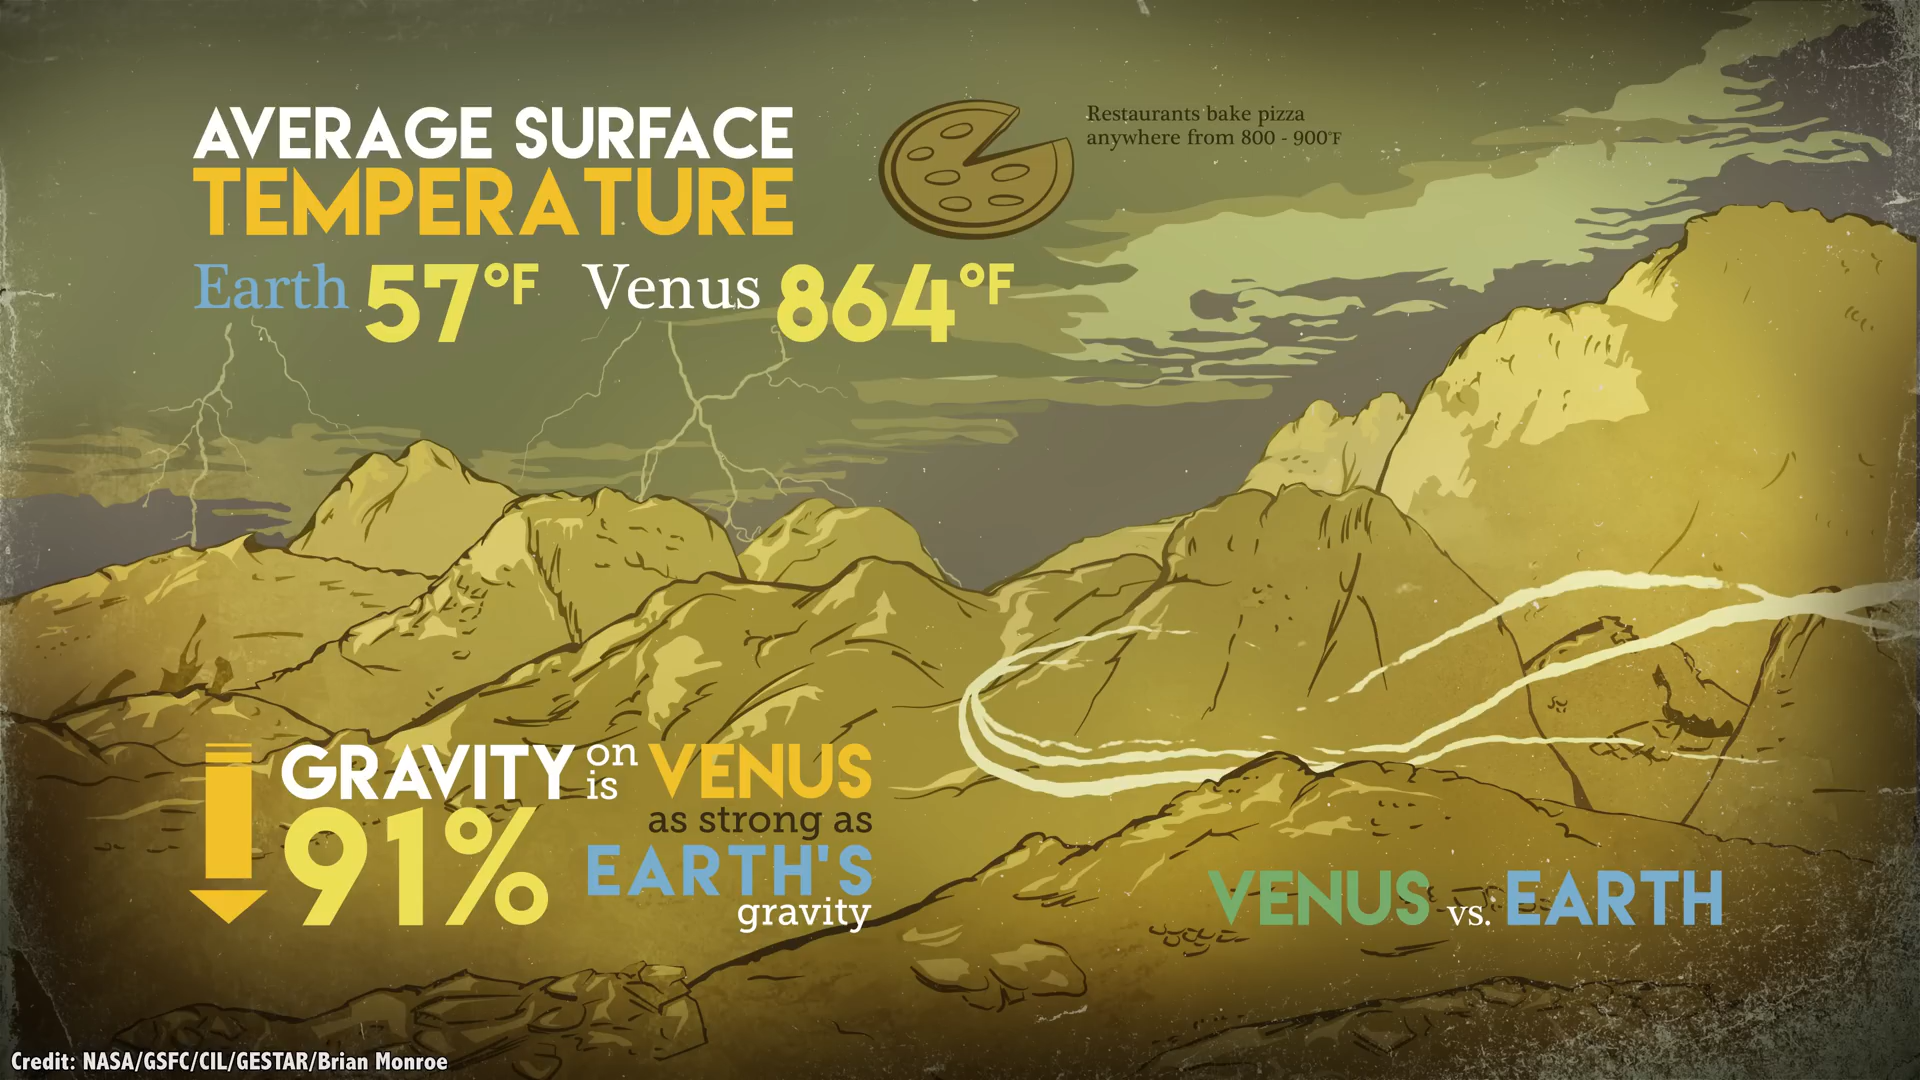 AVERAGE SURFACE
TEMPERATURE
Earth 57°F Venus 864°F
Restaurants bake pizza
anywhere from 800 - 900°F
GRAVITY on is VENUS
91% as strong as
EARTH'S
gravity
VENUS vs. EARTH
Credit: NASA/GSFC/CIL/GESTAR/Brian Monroe